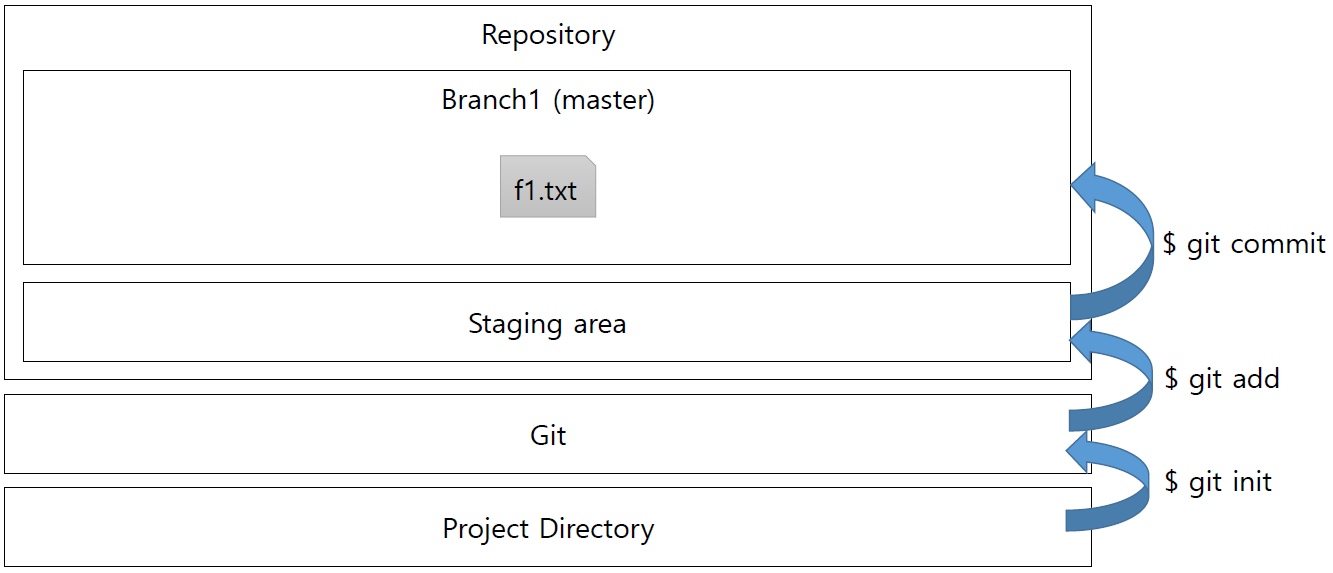 Repository
Branch1 (master)
f1.txt
$ git commit
Staging area
$ git add
Git
$ git init
Project Directory